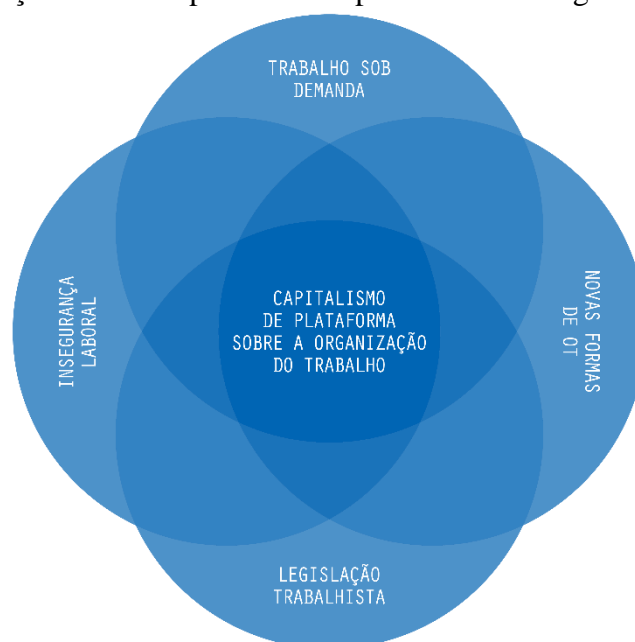 TRABALHO SOB
DEMANDA
INSEGURANÇA
LABORAL
CAPITALISMO
DE PLATAFORMA
SOBRE A ORGANIZAÇÃO
DO TRABALHO
NOVAS FORMAS
DE OT
LEGISLAÇÃO
TRABALHISTA